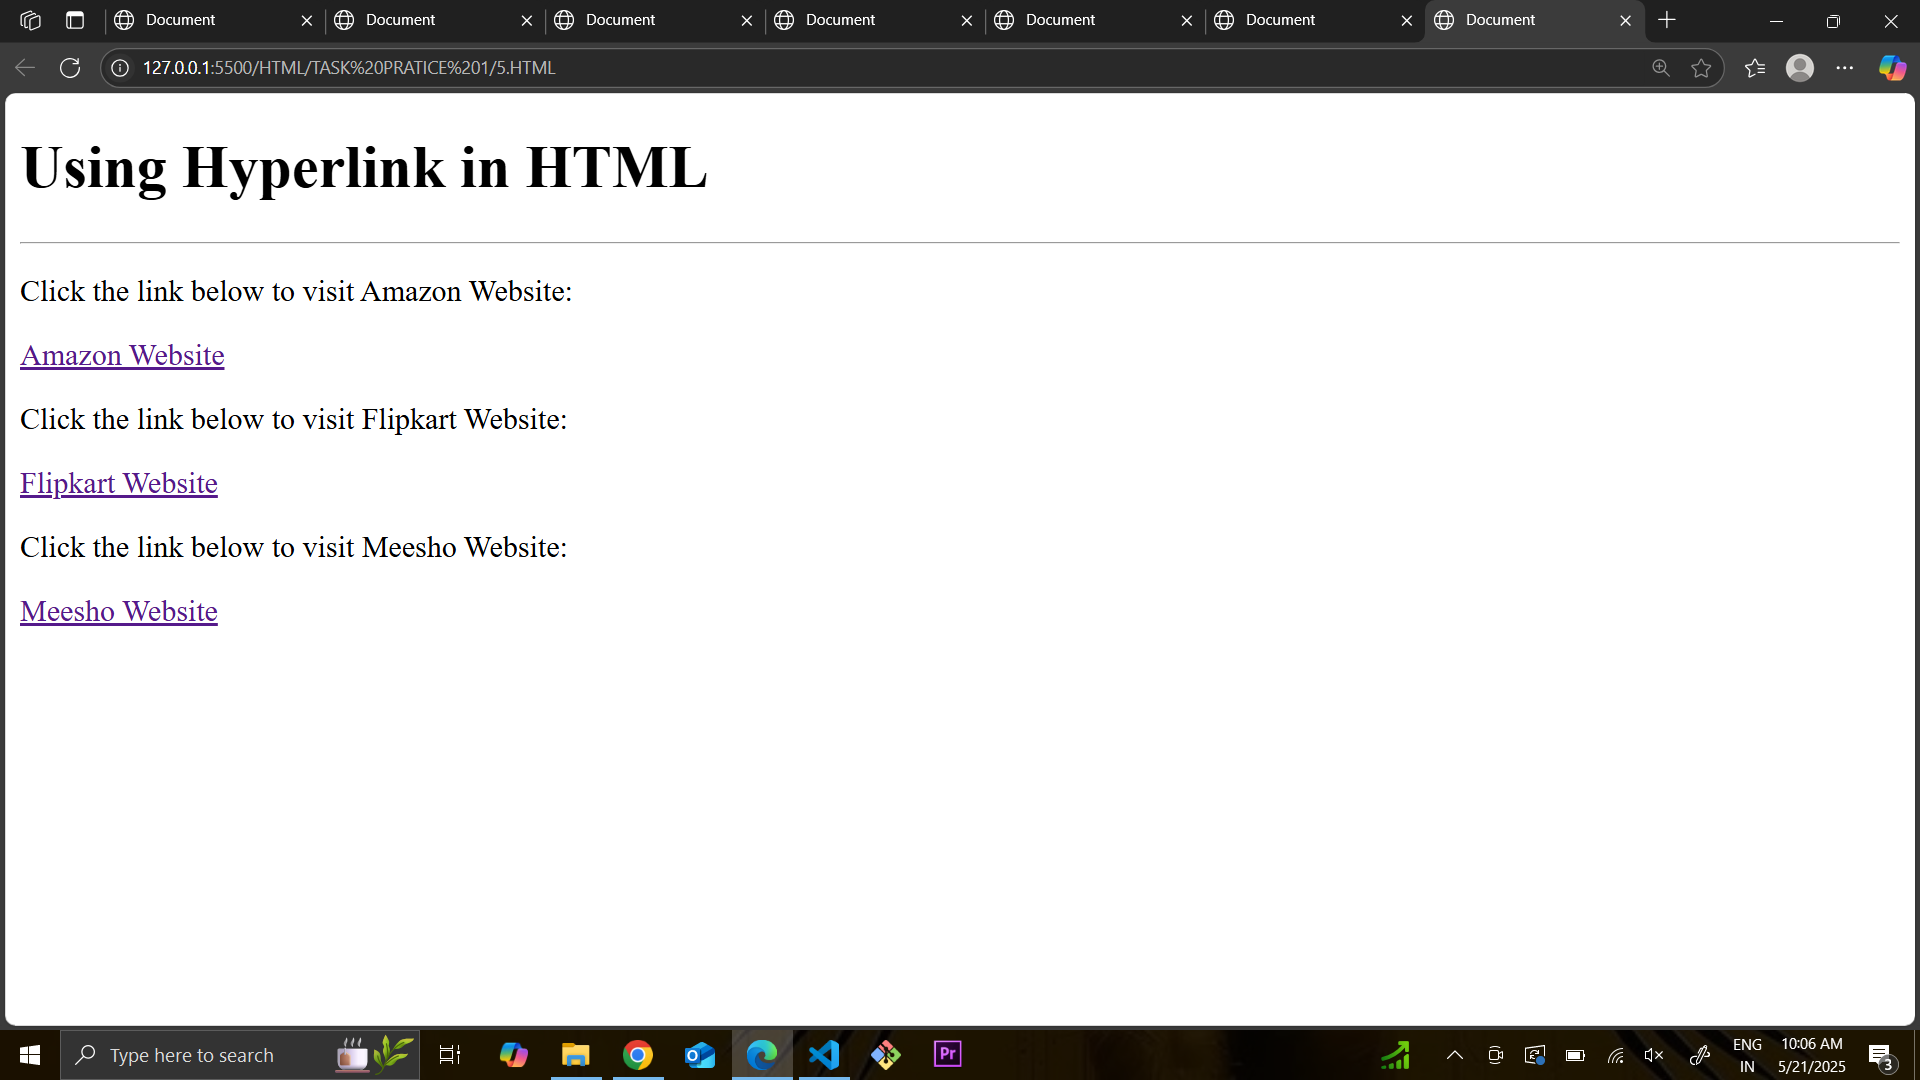 Document Document Document Document Document Document Document
127.0.0.1:5500/HTML/TASK%20PRATICE%201/5.HTML
Using Hyperlink in HTML
Click the link below to visit Amazon Website:
Amazon Website
Click the link below to visit Flipkart Website:
Flipkart Website
Click the link below to visit Meesho Website:
Meesho Website
Type here to search
Pr
ENG
IN
10:06 AM
5/21/2025
3